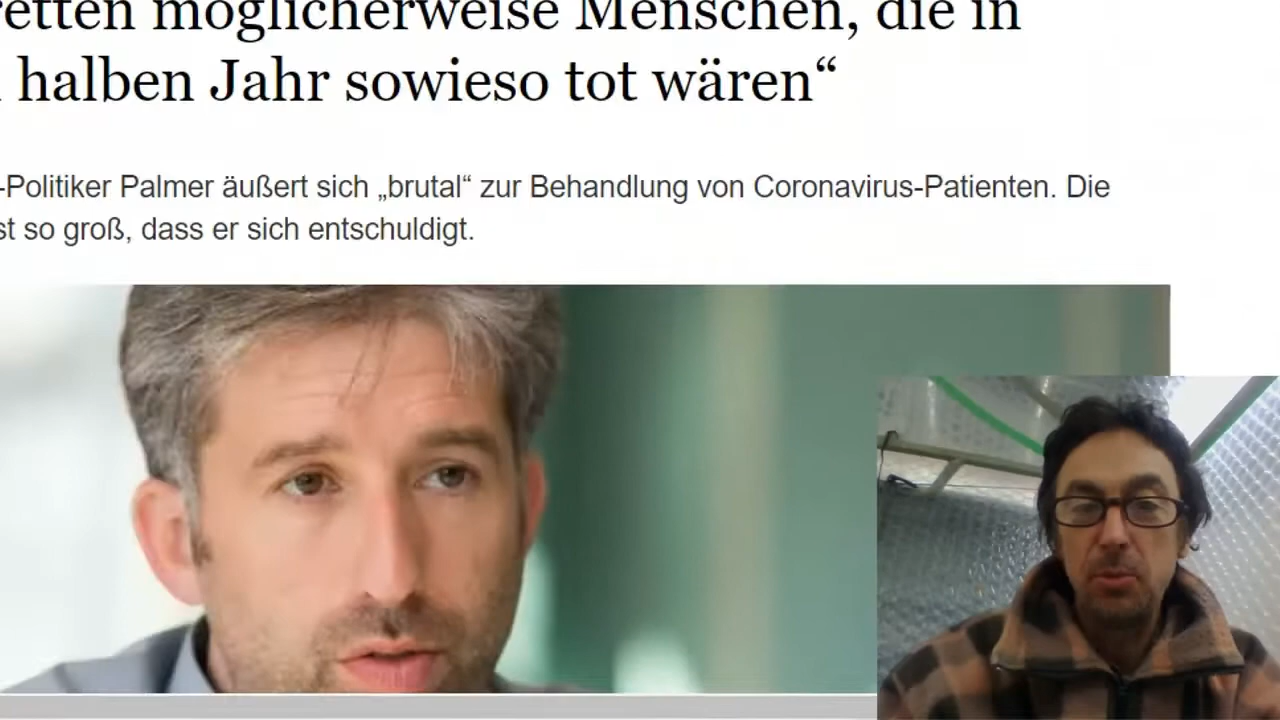 retten möglicherweise Menschen, die in
halben Jahr sowieso tot wären“
-Politiker Palmer äußert sich „brutal“ zur Behandlung von Coronavirus-Patienten. Die
st so groß, dass er sich entschuldigt.